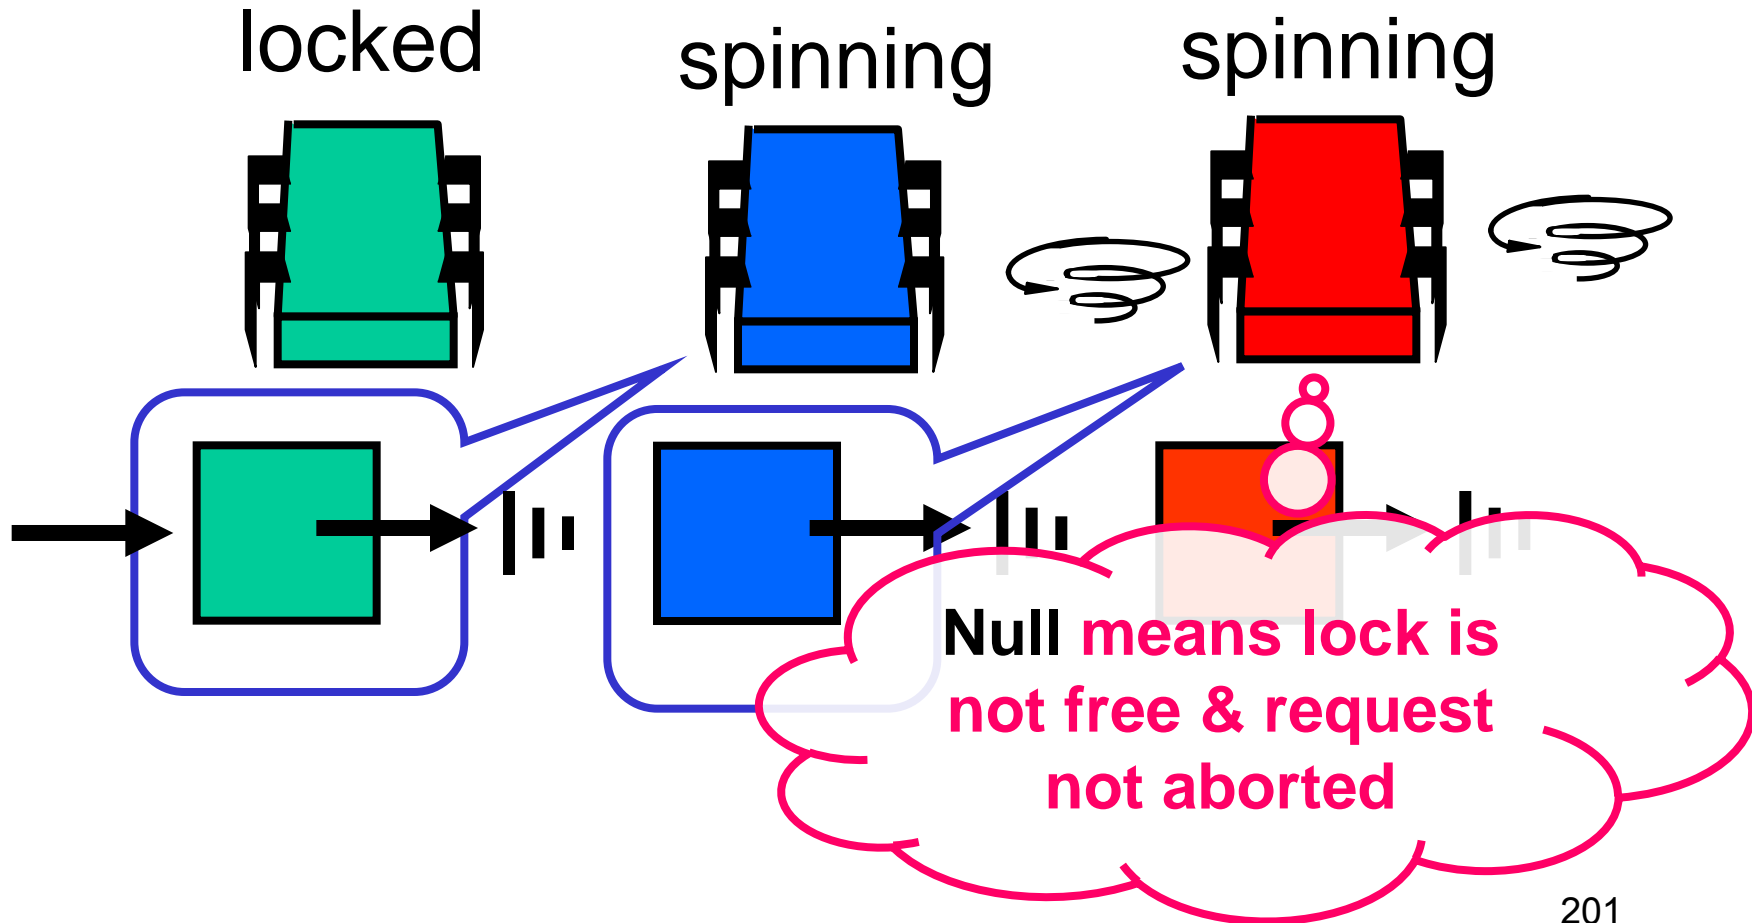 locked
spinning
spinning
Null means lock is
not free & request
not aborted
201